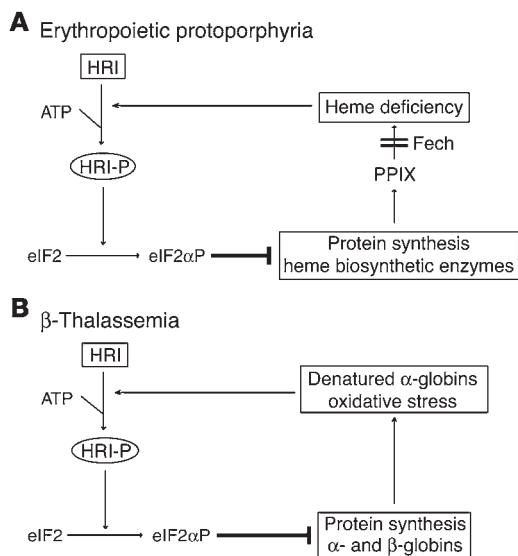 A Erythropoietic protoporphyria
HRI
ATP
Heme deficiency
Fech
HRI-P
PPIX
eIF2
eIF2αP
Protein synthesis
heme biosynthetic enzymes
B β-Thalassemia
HRI
Denatured α-globins
oxidative stress
ATP
HRI-P
Protein synthesis
α- and β-globins
eIF2
eIF2αP